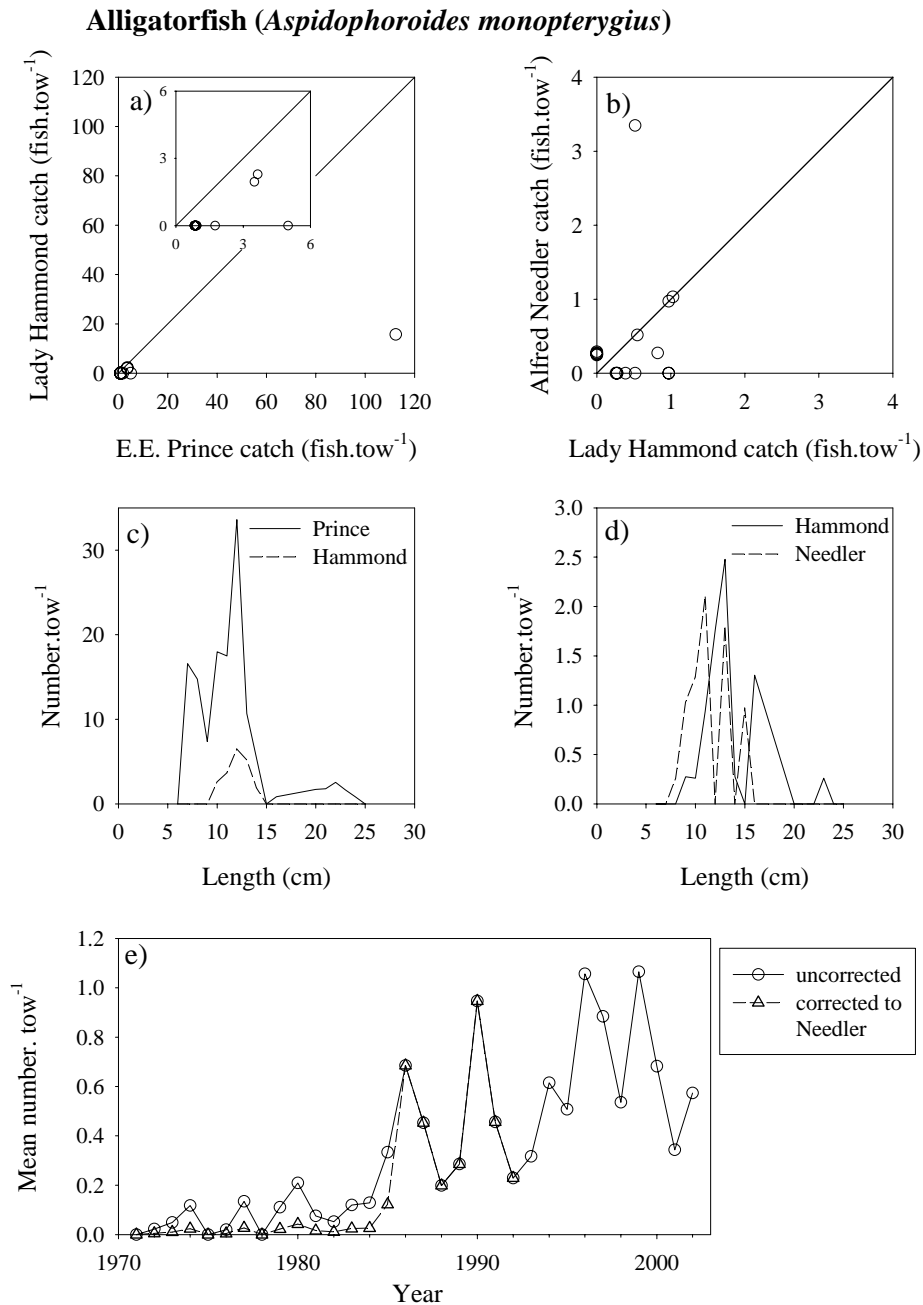 Alligatorfish (Aspidophoroides monopterygius)
a)
Lady Hammond catch (fish.tow-1)
120
100
80
60
40
20
0
6
3
0
0 3 6
0 20 40 60 80 100 120
E.E. Prince catch (fish.tow-1)
b)
Alfred Needler catch (fish.tow-1)
4
3
2
1
0
0 1 2 3 4
Lady Hammond catch (fish.tow-1)
c)
Prince
Hammond
Number.tow-1
30
20
10
0
0 5 10 15 20 25 30
Length (cm)
d)
Hammond
Needler
Number.tow-1
3.0
2.5
2.0
1.5
1.0
0.5
0.0
0 5 10 15 20 25 30
Length (cm)
e)
Mean number. tow-1
1.2
1.0
0.8
0.6
0.4
0.2
0.0
1970 1980 1990 2000
Year
uncorrected
corrected to
Needler